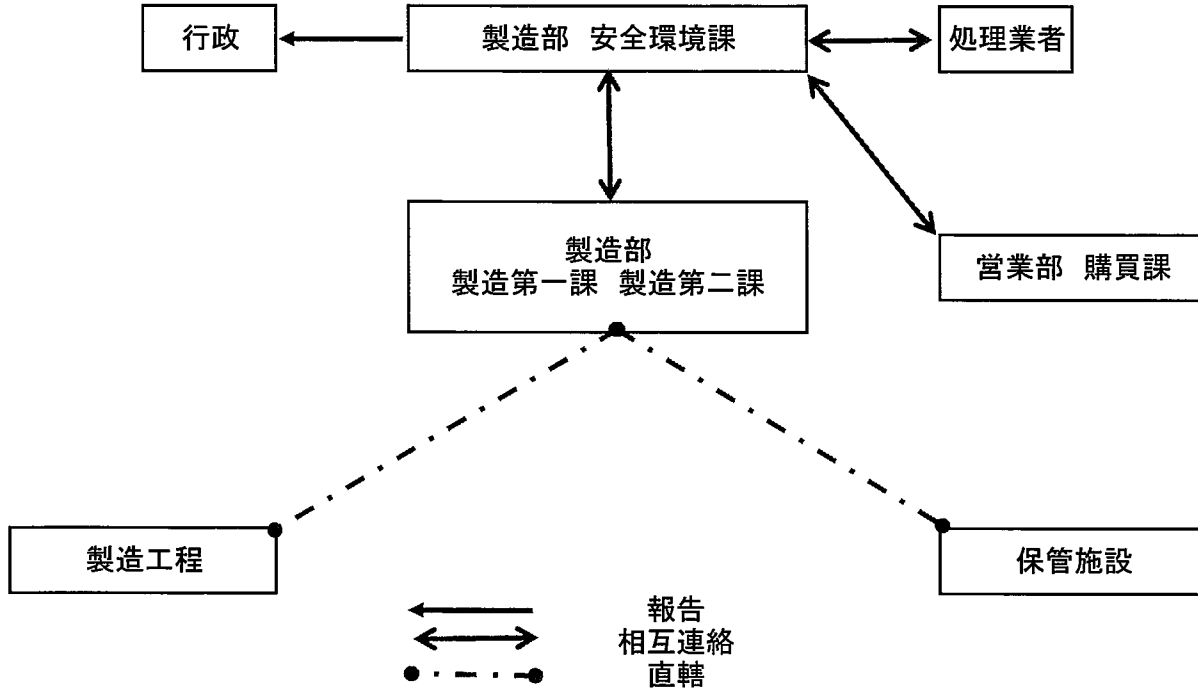 行政
製造部 安全環境課
処理業者
製造部
製造第一課 製造第二課
営業部 購買課
製造工程
保管施設
報告
相互連絡
直轄